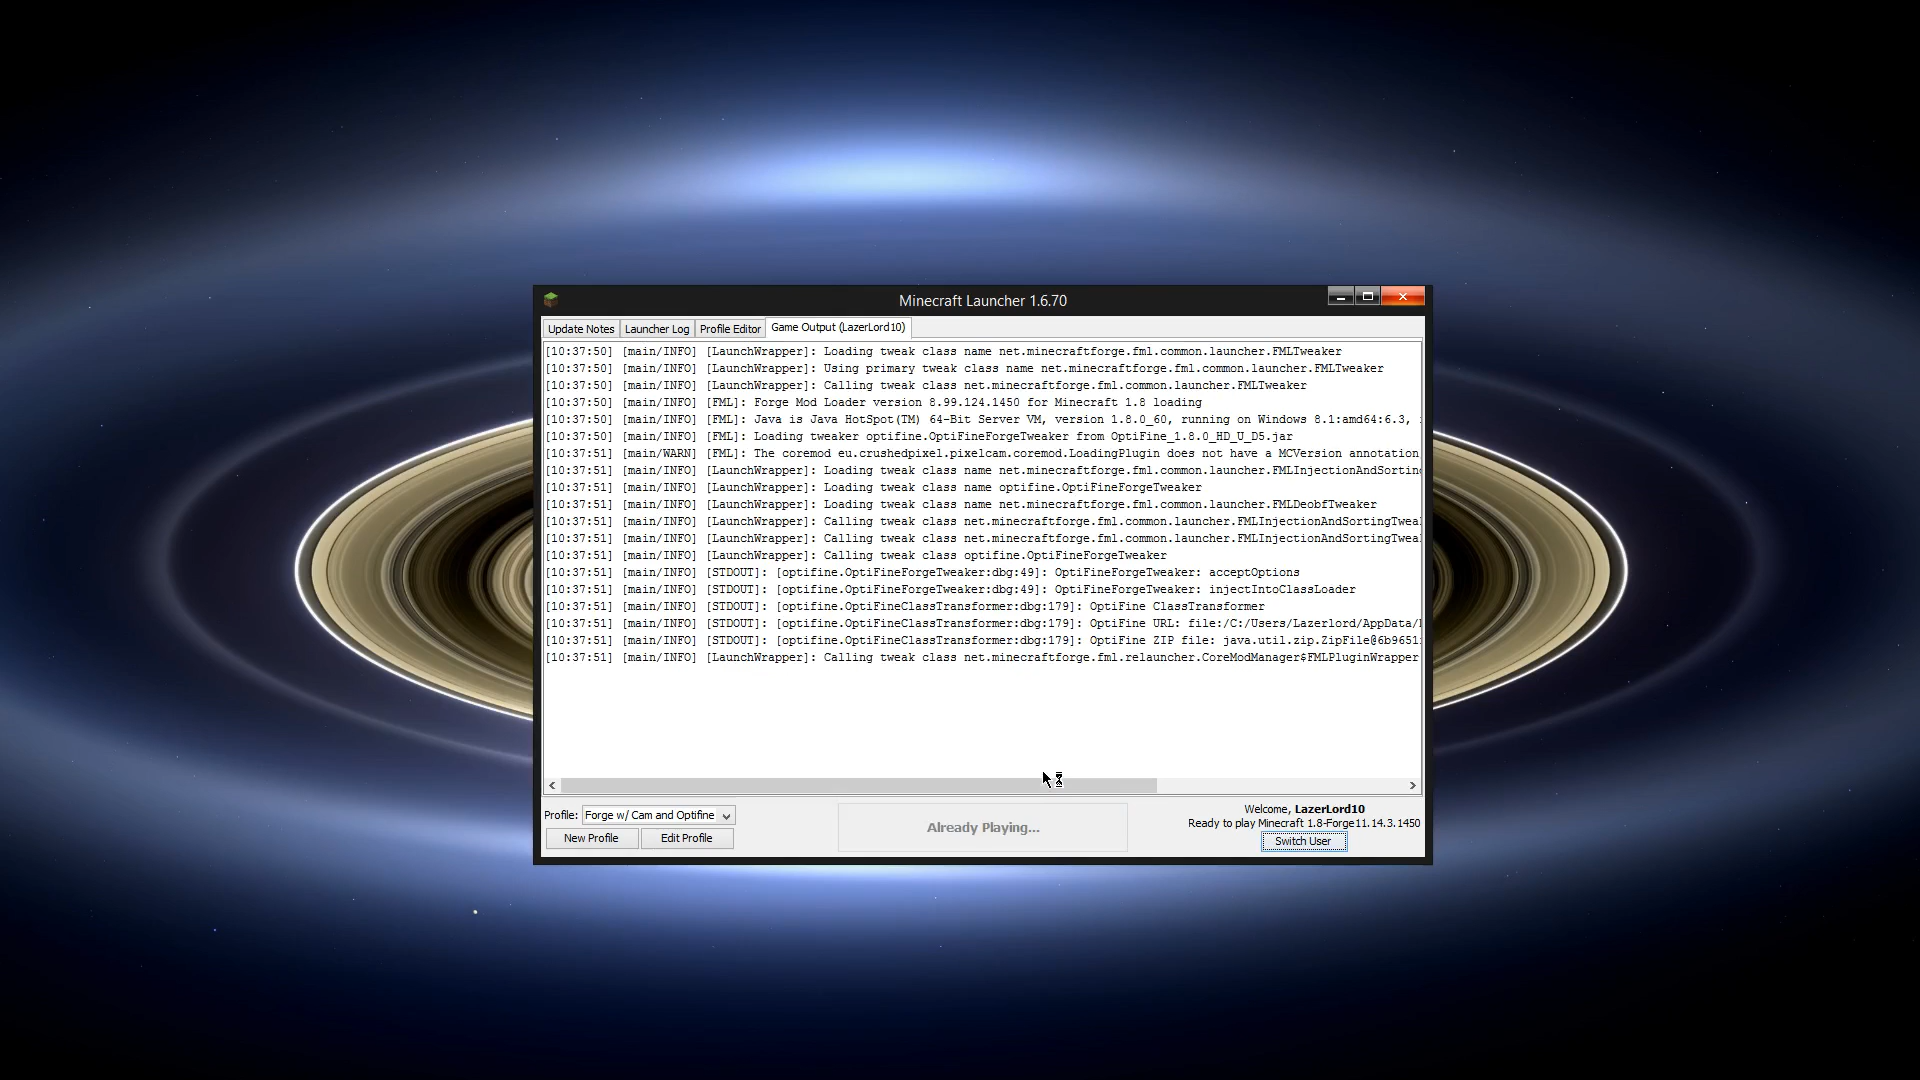 Minecraft Launcher 1.6.70
Update Notes Launcher Log Profile Editor Game Output (LazerLord10)
[10:37:50] [main/INFO] [LaunchWrapper]: Loading tweak class name net.minecraftforge.fml.common.launcher.FMLTweaker
[10:37:50] [main/INFO] [LaunchWrapper]: Using primary tweak class name net.minecraftforge.fml.common.launcher.FMLTweaker
[10:37:50] [main/INFO] [LaunchWrapper]: Calling tweak class net.minecraftforge.fml.common.launcher.FMLTweaker
[10:37:50] [main/INFO] [FML]: Forge Mod Loader version 8.99.124.1450 for Minecraft 1.8 loading
[10:37:50] [main/INFO] [FML]: Java is Java HotSpot(TM) 64-Bit Server VM, version 1.8.0_60, running on Windows 8.1:amd64:6.3,
[10:37:50] [main/INFO] [FML]: Loading tweaker optifine.OptiFineForgeTweaker from OptiFine_1.8.0_HD_U_D5.jar
[10:37:51] [main/WARN] [FML]: The coremod eu.crushedpixel.pixelcam.coremod.LoadingPlugin does not have a MCVersion annotation
[10:37:51] [main/INFO] [LaunchWrapper]: Loading tweak class name net.minecraftforge.fml.common.launcher.FMLInjectionAndSorting
[10:37:51] [main/INFO] [LaunchWrapper]: Loading tweak class name optifine.OptiFineForgeTweaker
[10:37:51] [main/INFO] [LaunchWrapper]: Loading tweak class name net.minecraftforge.fml.common.launcher.FMLDeobfTweaker
[10:37:51] [main/INFO] [LaunchWrapper]: Calling tweak class net.minecraftforge.fml.common.launcher.FMLInjectionAndSortingTwea
[10:37:51] [main/INFO] [LaunchWrapper]: Calling tweak class net.minecraftforge.fml.common.launcher.FMLInjectionAndSortingTwea
[10:37:51] [main/INFO] [LaunchWrapper]: Calling tweak class optifine.OptiFineForgeTweaker
[10:37:51] [main/INFO] [STDOUT]: [optifine.OptiFineForgeTweaker:dbg:49]: OptiFineForgeTweaker: acceptOptions
[10:37:51] [main/INFO] [STDOUT]: [optifine.OptiFineForgeTweaker:dbg:49]: OptiFineForgeTweaker: injectIntoClassLoader
[10:37:51] [main/INFO] [STDOUT]: [optifine.OptiFineClassTransformer:dbg:179]: OptiFine ClassTransformer
[10:37:51] [main/INFO] [STDOUT]: [optifine.OptiFineClassTransformer:dbg:179]: OptiFine URL: file:/C:/Users/Lazerlord/AppData/
[10:37:51] [main/INFO] [STDOUT]: [optifine.OptiFineClassTransformer:dbg:179]: OptiFine ZIP file: java.util.zip.ZipFile@6b9651
[10:37:51] [main/INFO] [LaunchWrapper]: Calling tweak class net.minecraftforge.fml.relauncher.CoreModManager$FMLPluginWrapper
Profile: Forge w/ Cam and Optifine
New Profile Edit Profile
Already Playing...
Welcome, LazerLord10
Ready to play Minecraft 1.8-Forge11.14.3.1450
Switch User